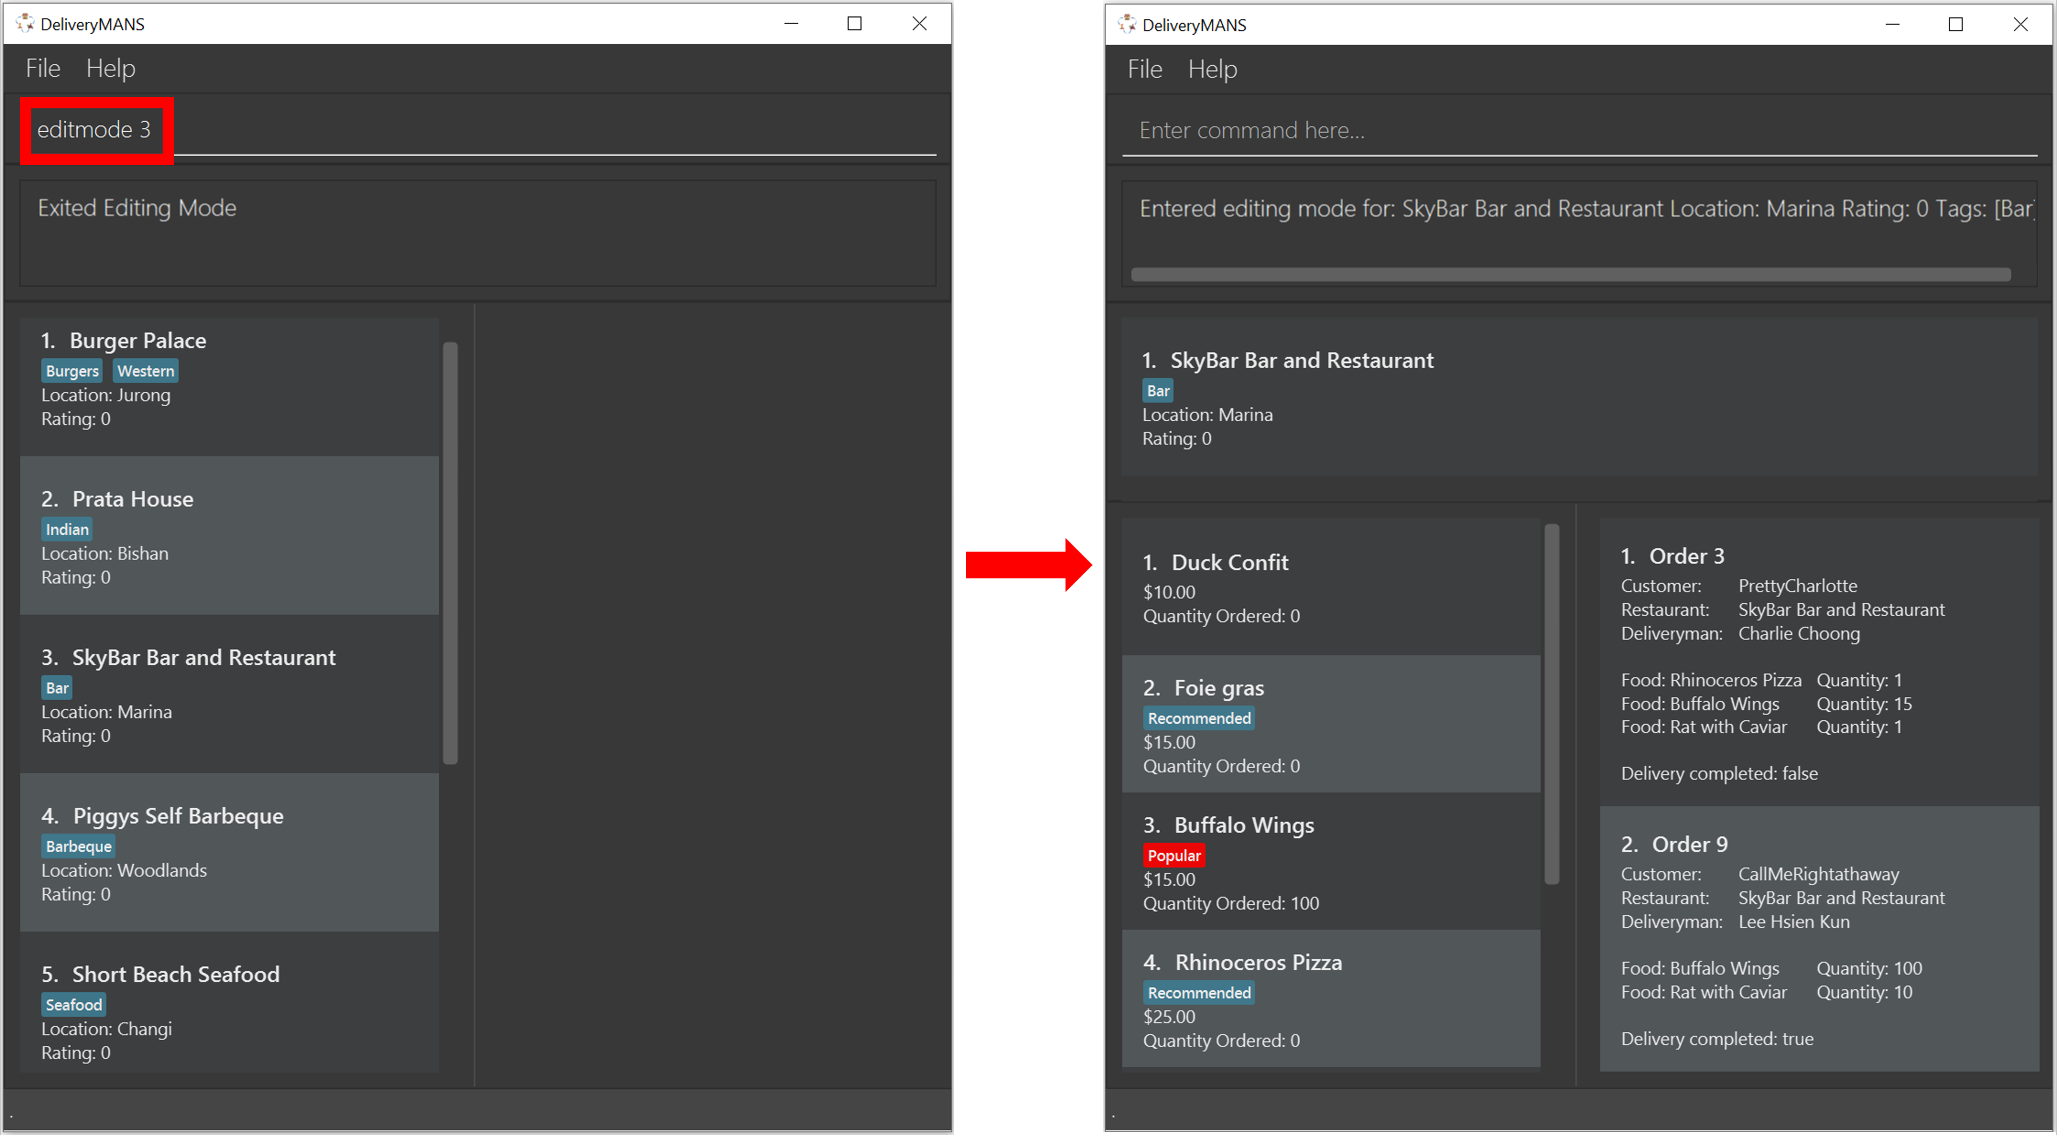 DeliveryMANS
File Help
editmode 3
Exited Editing Mode
1. Burger Palace
Burgers Western
Location: Jurong
Rating: 0
2. Prata House
Indian
Location: Bishan
Rating: 0
3. SkyBar Bar and Restaurant
Bar
Location: Marina
Rating: 0
4. Piggys Self Barbeque
Barbeque
Location: Woodlands
Rating: 0
5. Short Beach Seafood
Seafood
Location: Changi
Rating: 0
.
DeliveryMANS
File Help
Enter command here...
Entered editing mode for: SkyBar Bar and Restaurant Location: Marina Rating: 0 Tags: [Bar]
1. SkyBar Bar and Restaurant
Bar
Location: Marina
Rating: 0
1. Duck Confit
$10.00
Quantity Ordered: 0
2. Foie gras
Recommended
$15.00
Quantity Ordered: 0
3. Buffalo Wings
Popular
$15.00
Quantity Ordered: 100
4. Rhinoceros Pizza
Recommended
$25.00
Quantity Ordered: 0
1. Order 3
Customer: PrettyCharlotte
Restaurant: SkyBar Bar and Restaurant
Deliveryman: Charlie Choong
Food: Rhinoceros Pizza Quantity: 1
Food: Buffalo Wings Quantity: 15
Food: Rat with Caviar Quantity: 1
Delivery completed: false
2. Order 9
Customer: CallMeRightathaway
Restaurant: SkyBar Bar and Restaurant
Deliveryman: Lee Hsien Kun
Food: Buffalo Wings Quantity: 100
Food: Rat with Caviar Quantity: 10
Delivery completed: true
.